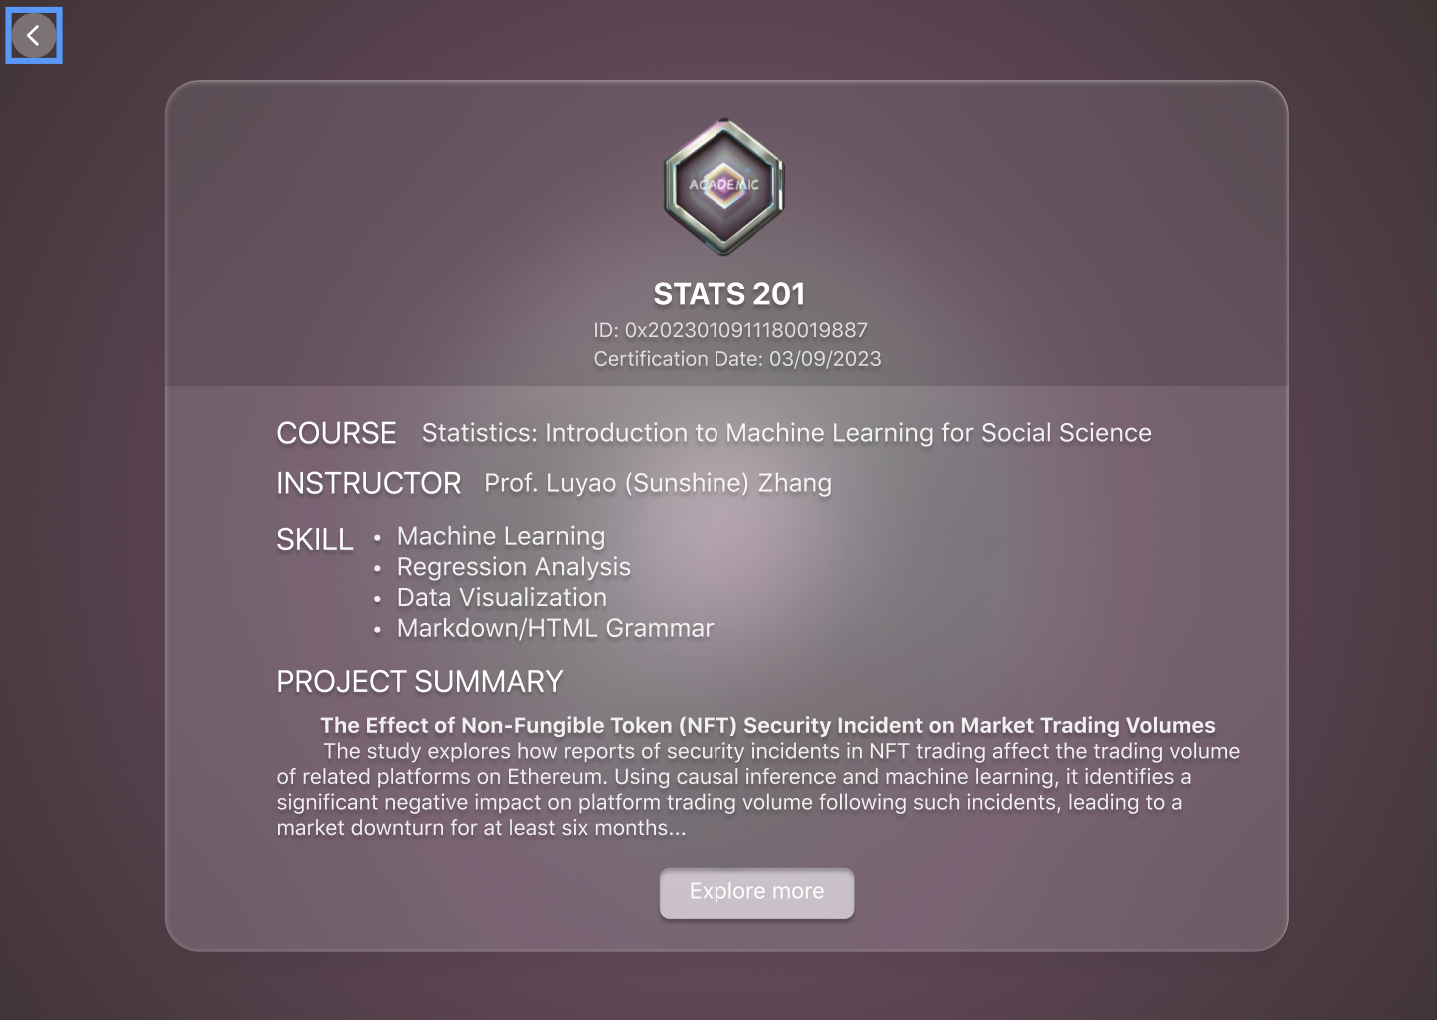 ACADEMIC
STATS 201
ID: 0x2023010911180019887
Certification Date: 03/09/2023
COURSE Statistics: Introduction to Machine Learning for Social Science
INSTRUCTOR Prof. Luyao (Sunshine) Zhang
SKILL • Machine Learning
• Regression Analysis
• Data Visualization
• Markdown/HTML Grammar
PROJECT SUMMARY
The Effect of Non-Fungible Token (NFT) Security Incident on Market Trading Volumes
The study explores how reports of security incidents in NFT trading affect the trading volume
of related platforms on Ethereum. Using causal inference and machine learning, it identifies a
significant negative impact on platform trading volume following such incidents, leading to a
market downturn for at least six months...
Explore more